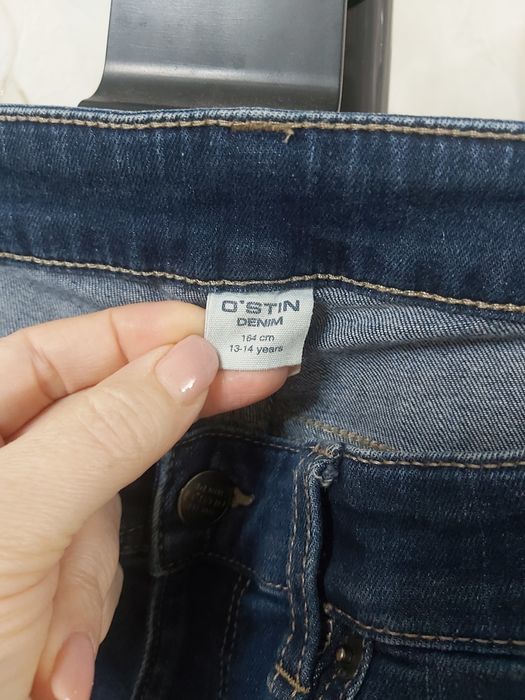 O'STIN
DENIM
164 cm
13-14 years